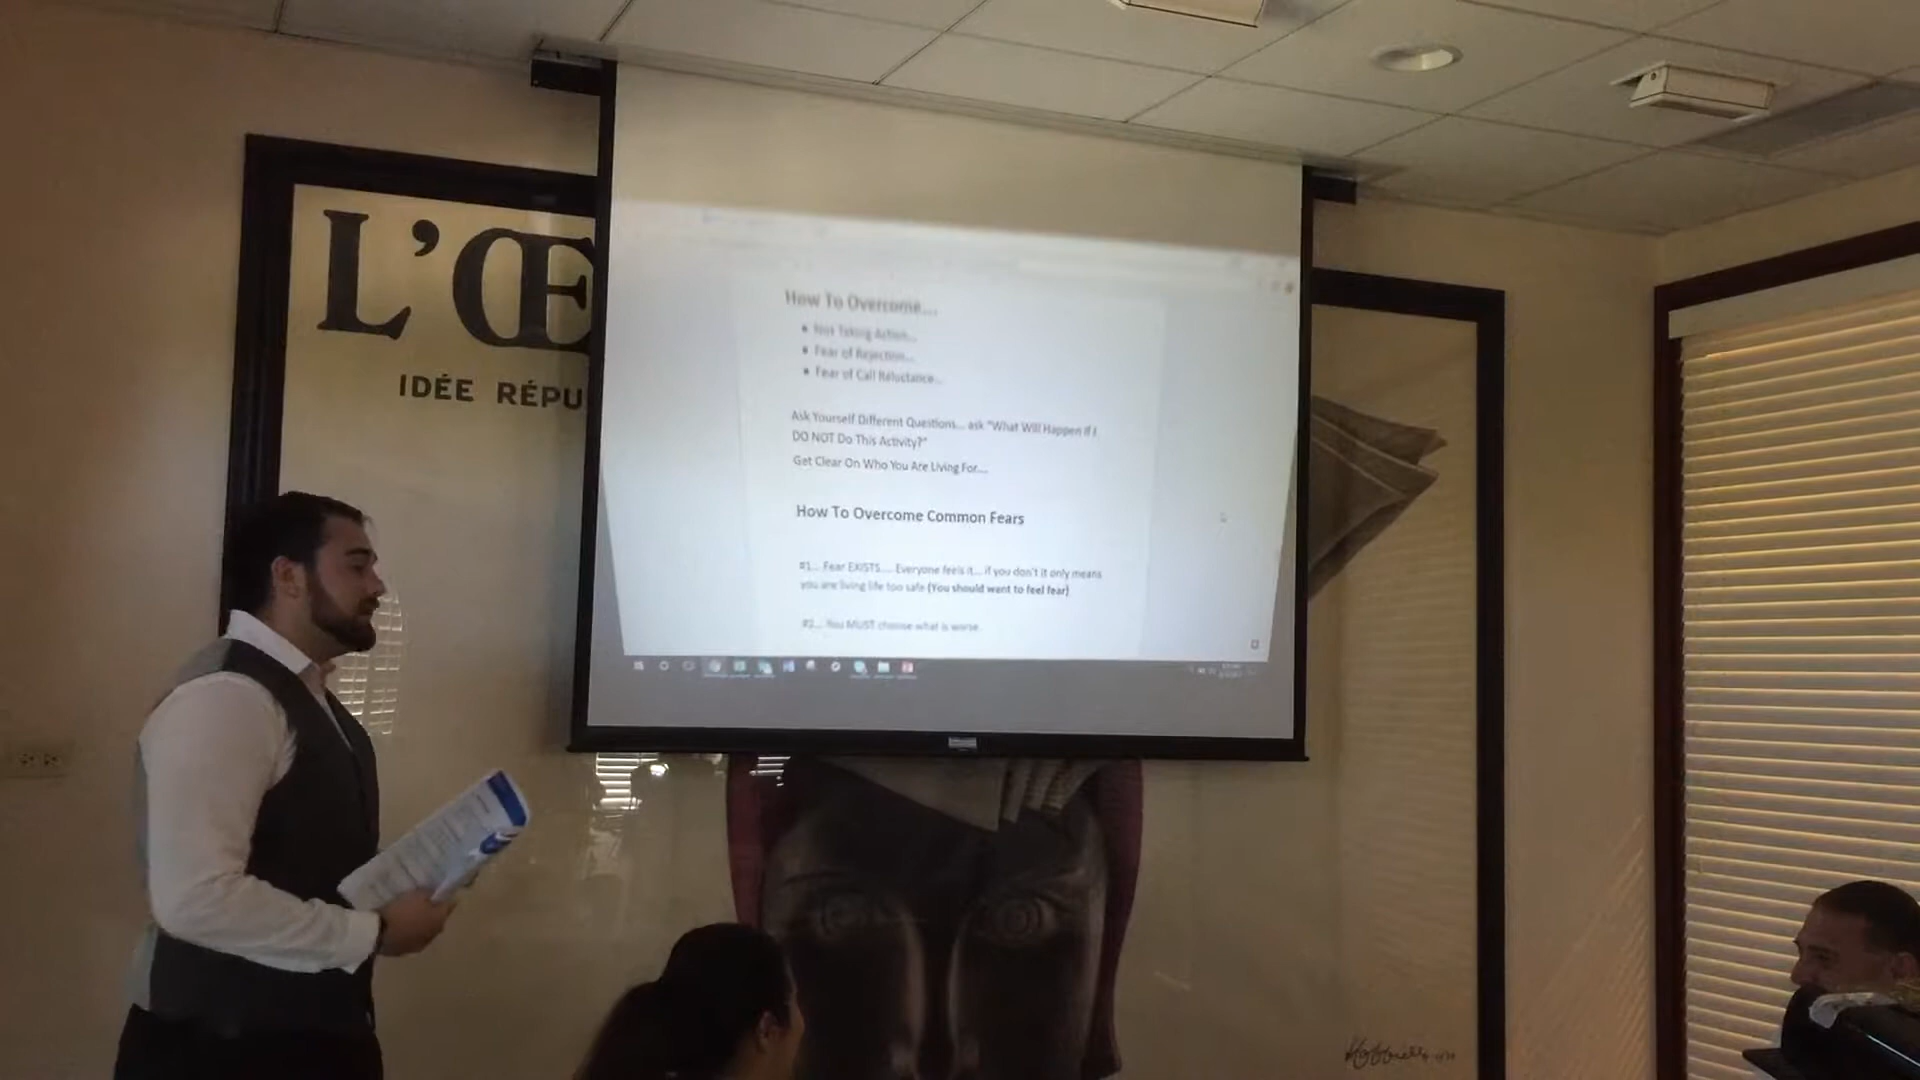 L'Œ
IDÉE RÉPU
How To Overcome...
Not Taking Action...
Fear of Rejection...
Fear of Call Reluctance...
Ask Yourself Different Questions... ask "What Will Happen If I
DO NOT Do This Activity?"
Get Clear On Who You Are Living For....
How To Overcome Common Fears
#1... Fear EXISTS.... Everyone feels it... if you don't it only means
you are living life too safe (You should want to feel fear)
#2... You MUST choose what is worse